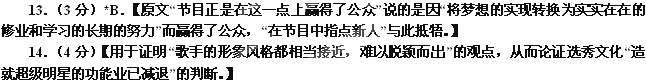 13.（3 分）*B.【原文“节目正是在这一点上赢得了公众”说的是因“将梦想的实现转换为实实在在的
修业和学习的长期的努力”而赢得了公众，“在节目中指点新人”与此抵牾。】
14.（4分）【用于证明“歌手的形象风格都相当接近，难以脱颖而出”的观点，从而论证选秀文化“造
就超级明星的功能业已减退”的判断。】